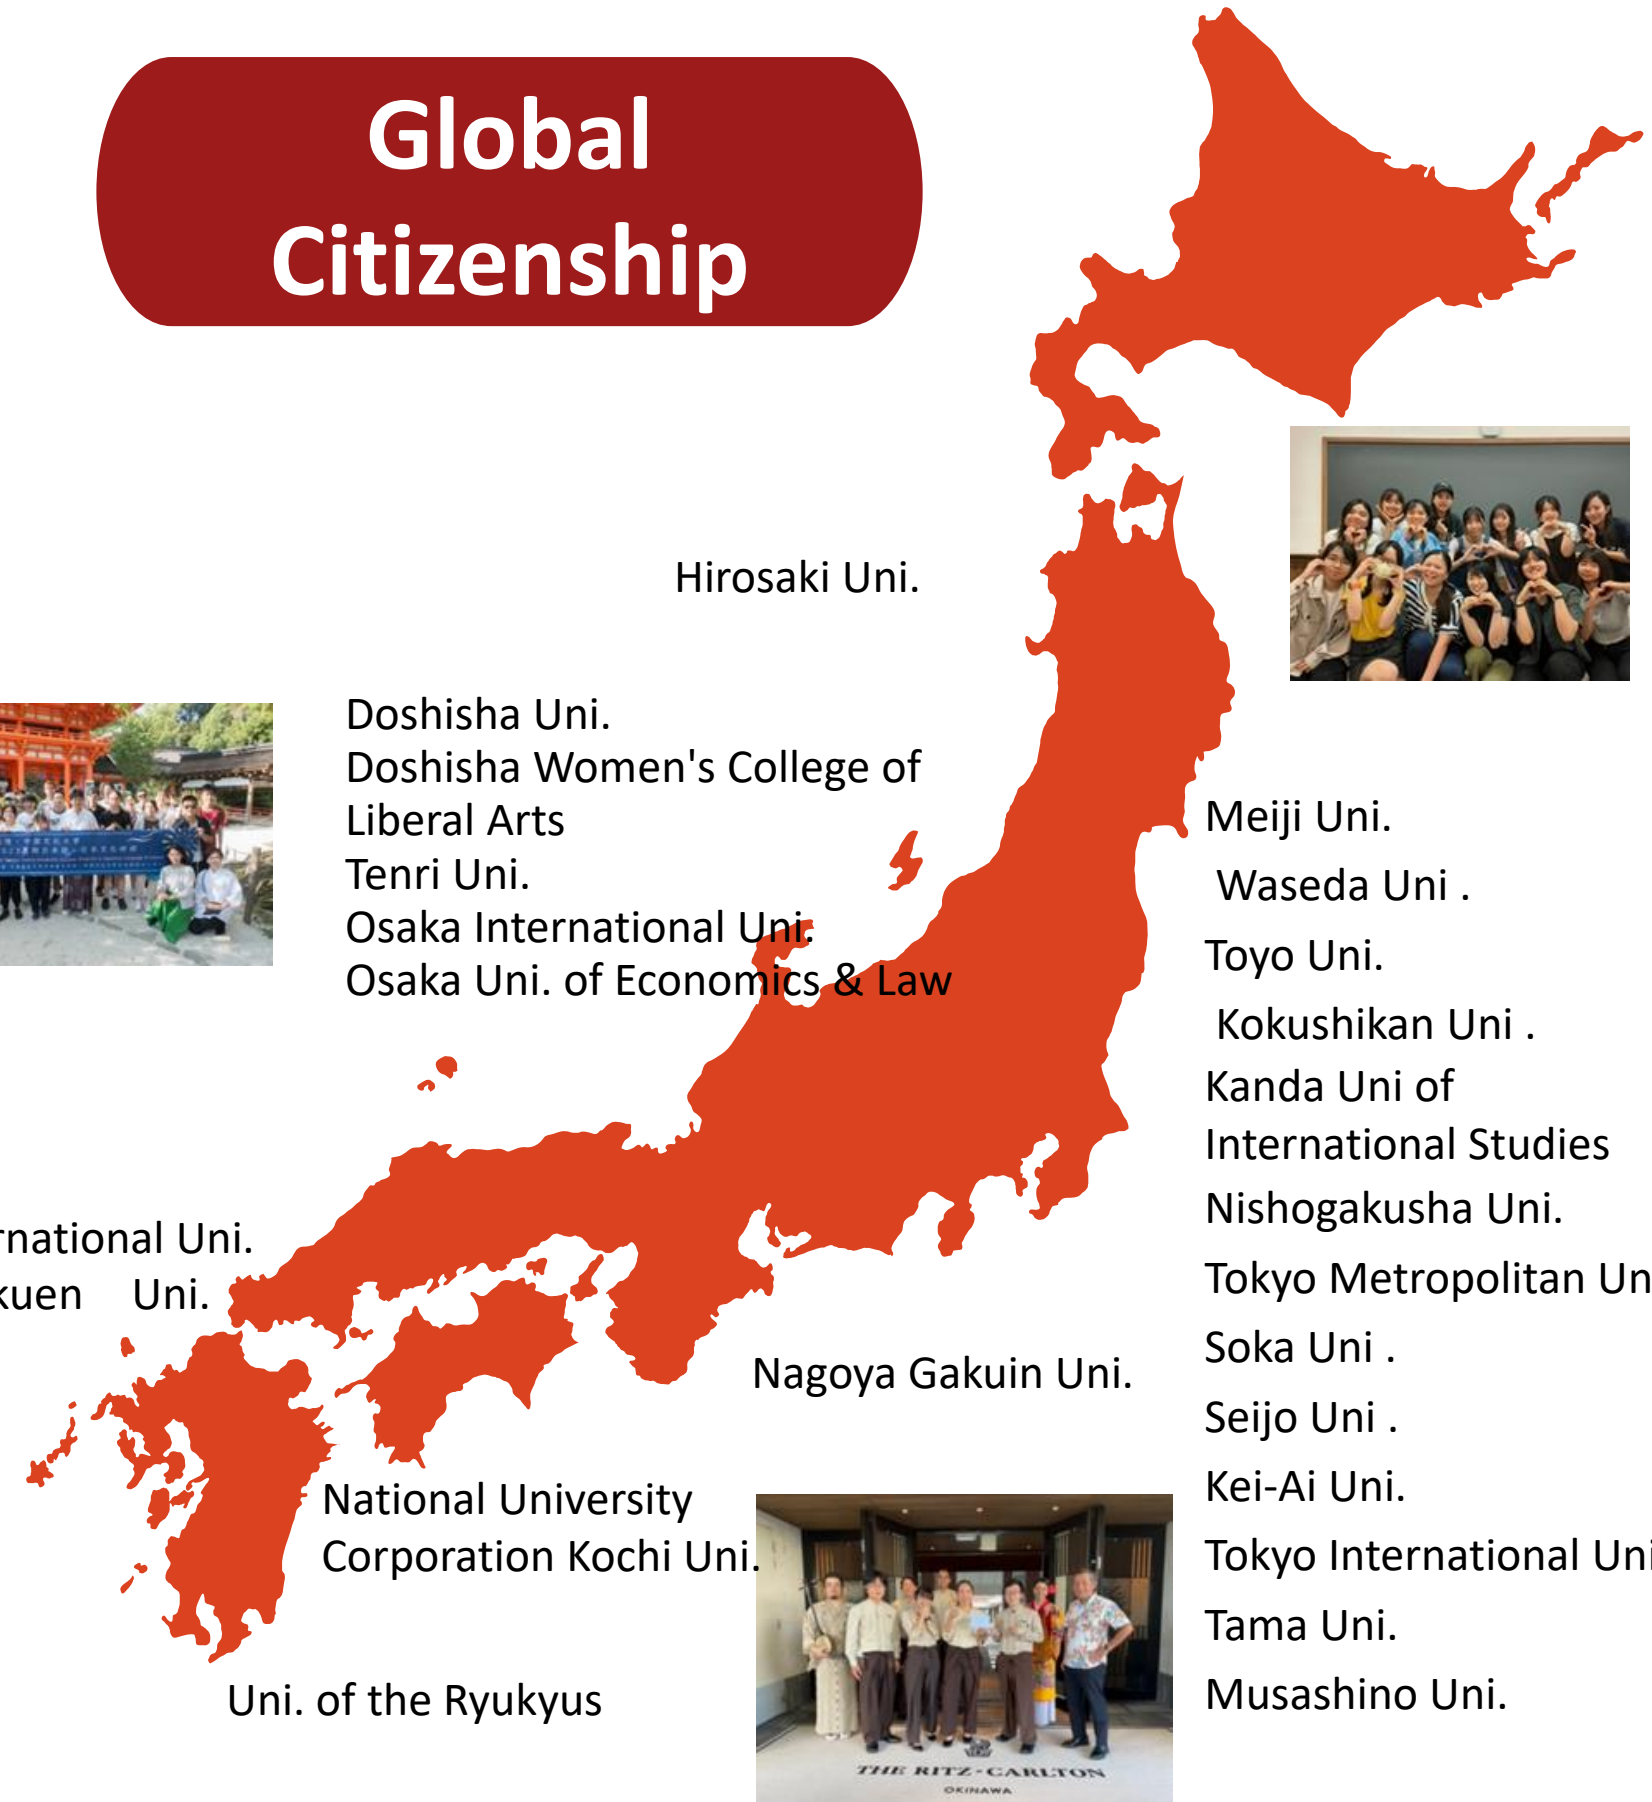 Global
Citizenship
Hirosaki Uni.
Doshisha Uni.
Doshisha Women's College of
Liberal Arts
Tenri Uni.
Osaka International Uni.
Osaka Uni. of Economics & Law
Meiji Uni.
Waseda Uni .
Toyo Uni.
Kokushikan Uni .
Kanda Uni of
International Studies
Nishogakusha Uni.
Tokyo Metropolitan Un
Soka Uni .
Seijo Uni .
Kei-Ai Uni.
Tokyo International Uni
Tama Uni.
Musashino Uni.
rnational Uni.
kuen Uni.
Nagoya Gakuin Uni.
National University
Corporation Kochi Uni.
Uni. of the Ryukyus
THE RITZ-CARLTON
OKINAWA